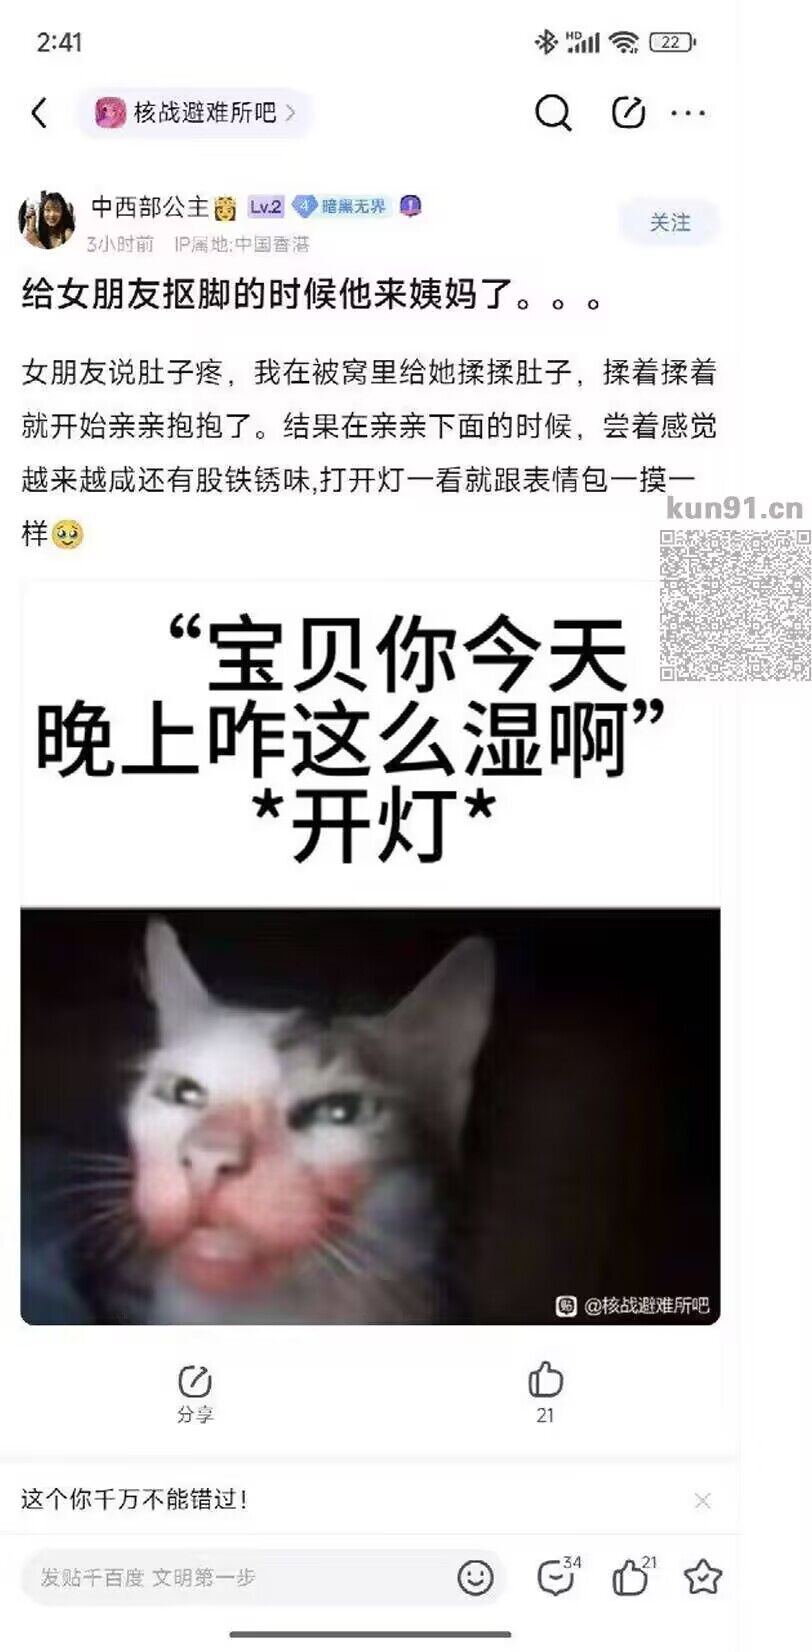 2:41
HD
22
核战避难所吧
中西部公主 Lv.2 4 暗黑无界
关注
3小时前 IP属地:中国香港
给女朋友抠脚的时候他来姨妈了。。。
女朋友说肚子疼，我在被窝里给她揉揉肚子，揉着揉着
就开始亲亲抱抱了。结果在亲亲下面的时候，尝着感觉
越来越咸还有股铁锈味,打开灯一看就跟表情包一摸一
样
kun91.cn
“宝贝你今天
晚上咋这么湿啊”
*开灯*
贴 @核战避难所吧
分享
21
这个你千万不能错过！
发贴千百度 文明第一步
34
21